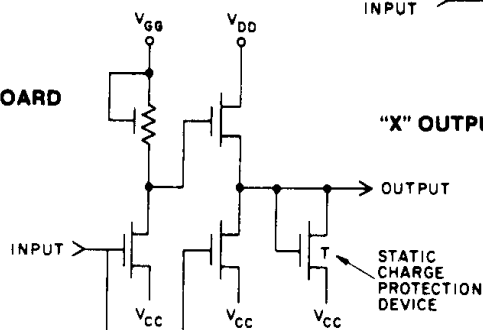 INPUT
V_GG
V_DD
OARD
"X" OUTPU
OUTPUT
INPUT
T
STATIC
CHARGE
PROTECTION
DEVICE
V_CC
V_CC
V_CC